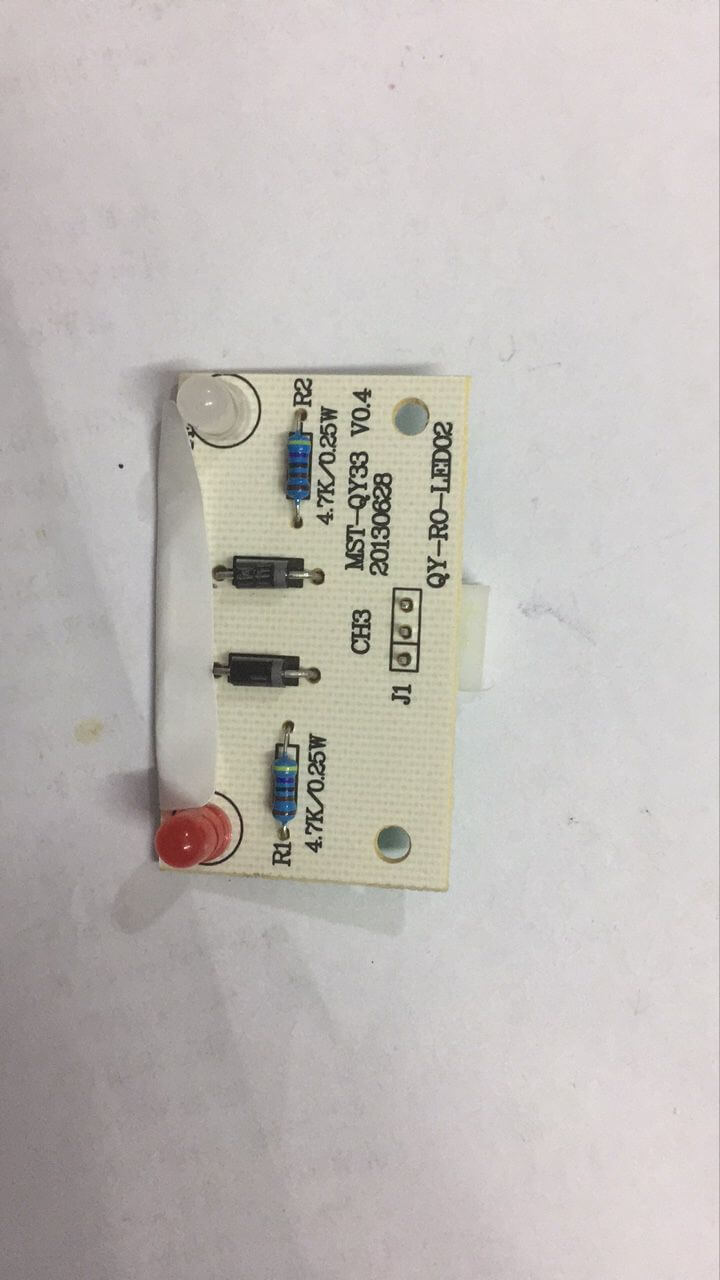 R2
4.7K/0.25W
MST-QY33 V0.4
20130628
QY-RO-LED02
CH3
J1
R1
4.7K/0.25W